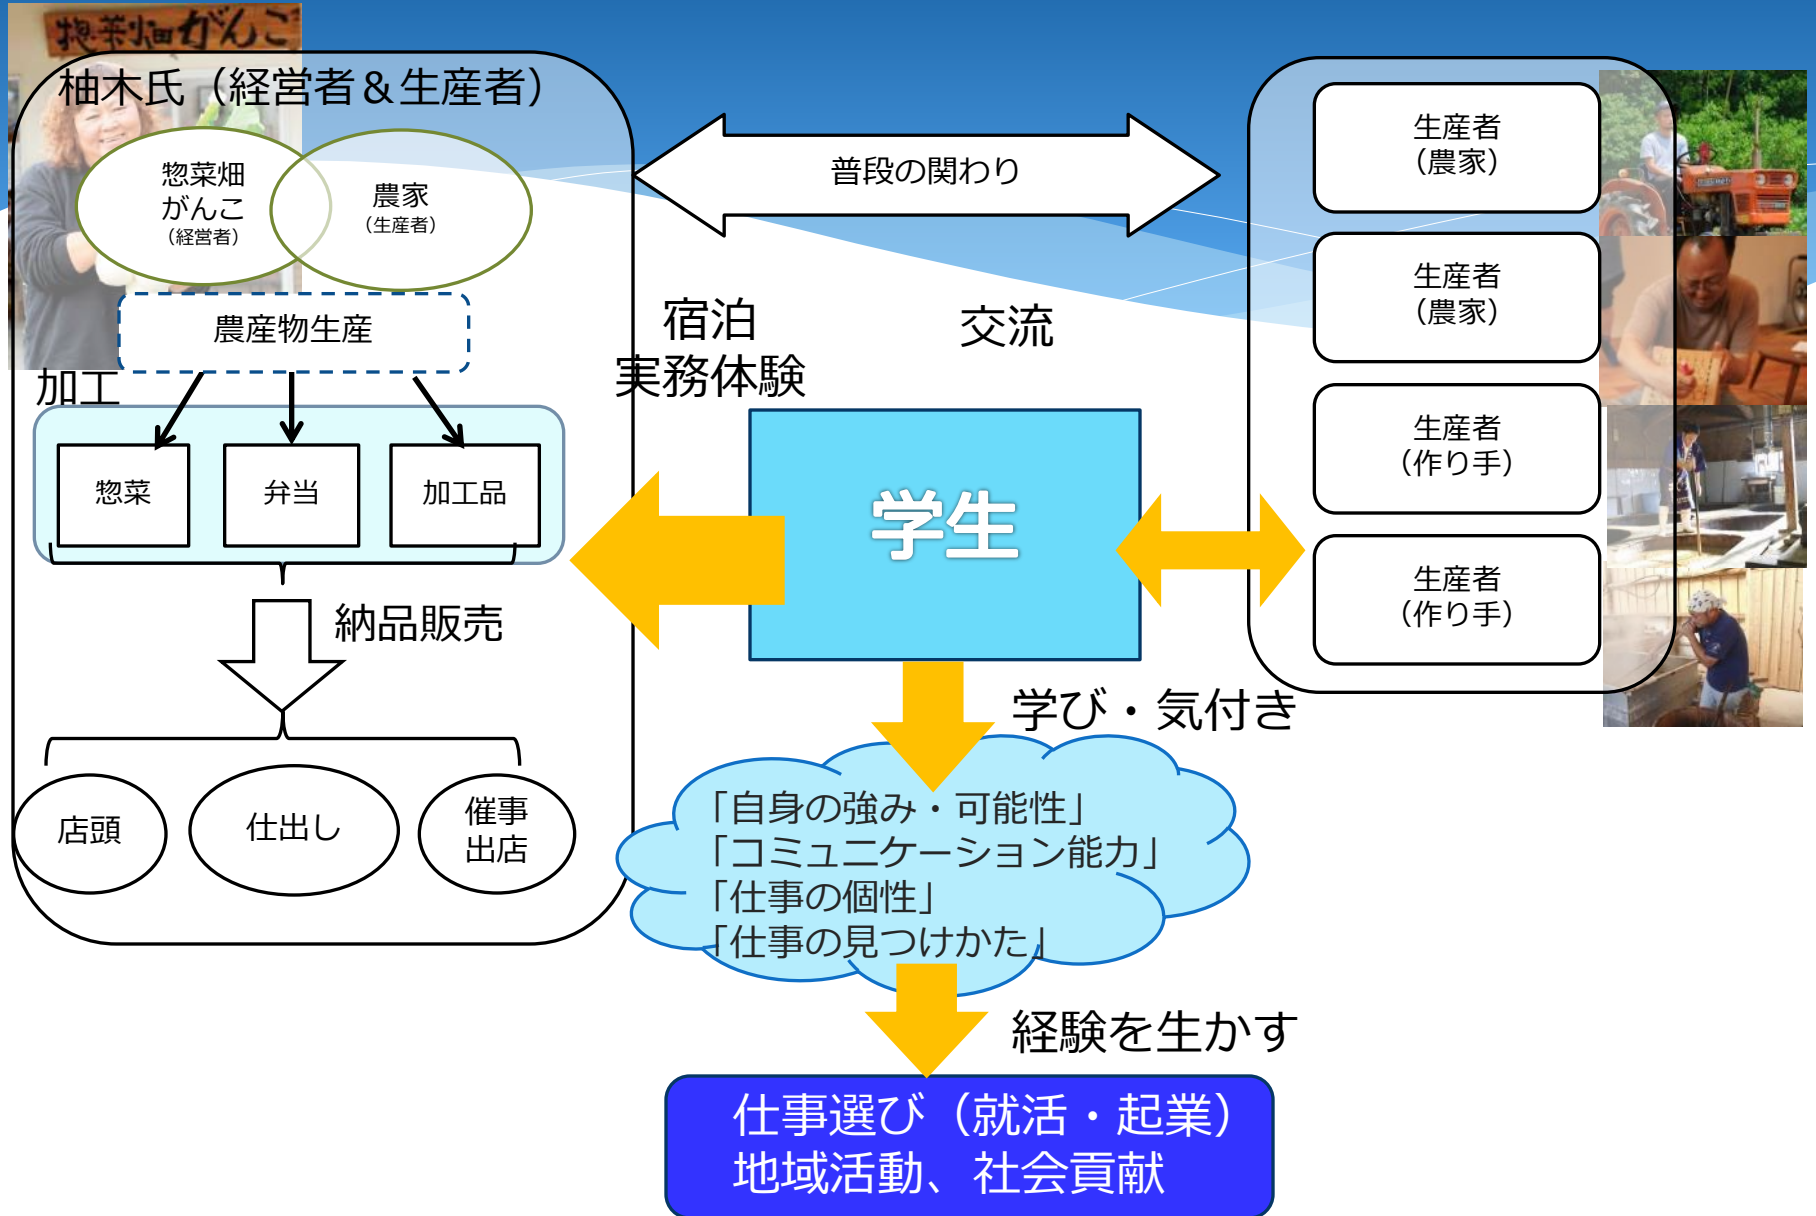 惣菜畑がんこ
柚木氏（経営者＆生産者）
惣菜畑
がんこ
（経営者）
農家
（生産者）
農産物生産
加工
惣菜
弁当
加工品
納品販売
店頭
仕出し
催事
出店
普段の関わり
宿泊
実務体験
交流
学生
生産者
（農家）
生産者
（農家）
生産者
（作り手）
生産者
（作り手）
学び・気付き
「自身の強み・可能性」
「コミュニケーション能力」
「仕事の個性」
「仕事の見つけかた」
経験を生かす
仕事選び（就活・起業）
地域活動、社会貢献